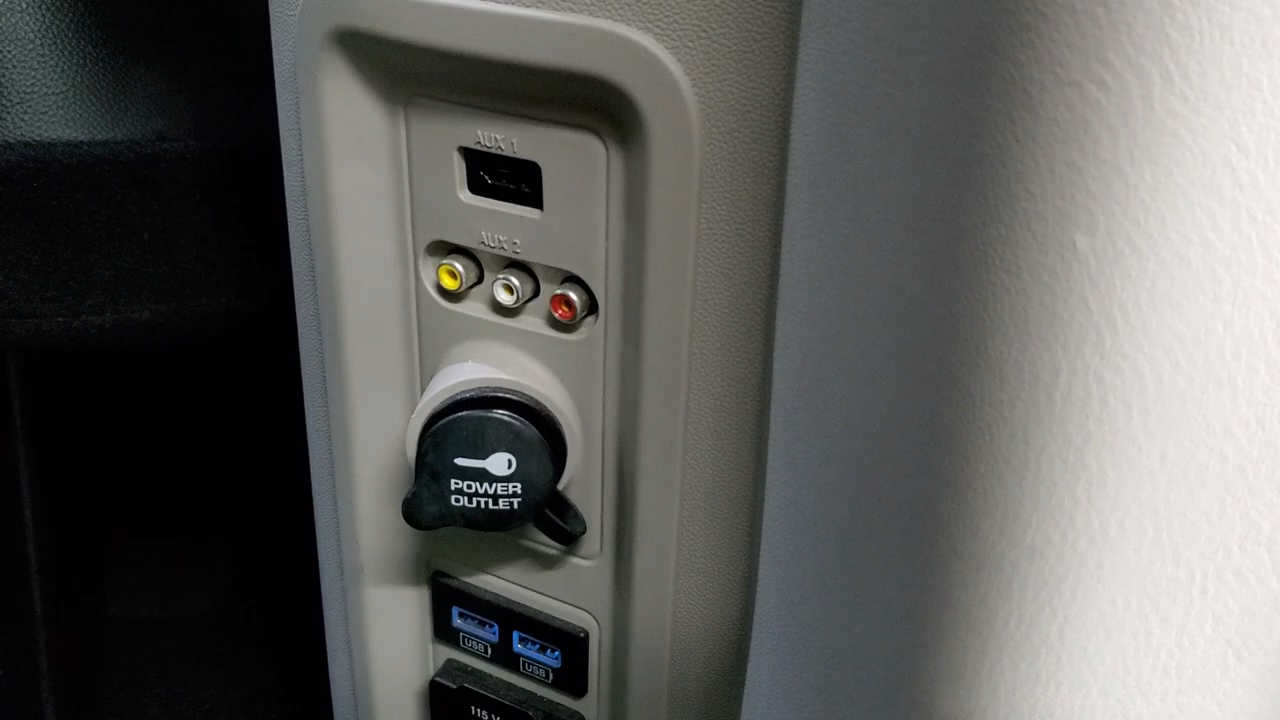 AUX 1
AUX 2
POWER
OUTLET
USB
USB
115 V